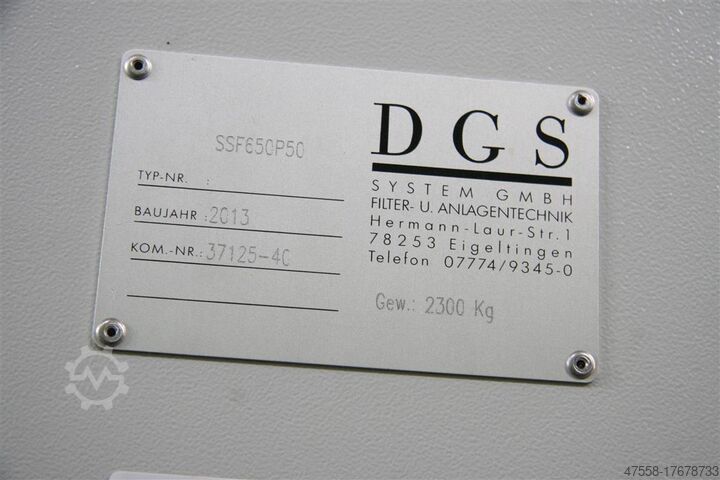 SSF650P50
TYP-NR. :
BAUJAHR : 2013
KOM.-NR.: 37125-40
DGS
SYSTEM GMBH
FILTER- U. ANLAGENTECHNIK
Hermann-Laur-Str. 1
78253 Eigeltingen
Telefon 07774/9345-0
Gew.: 2300 Kg
47558-17678733